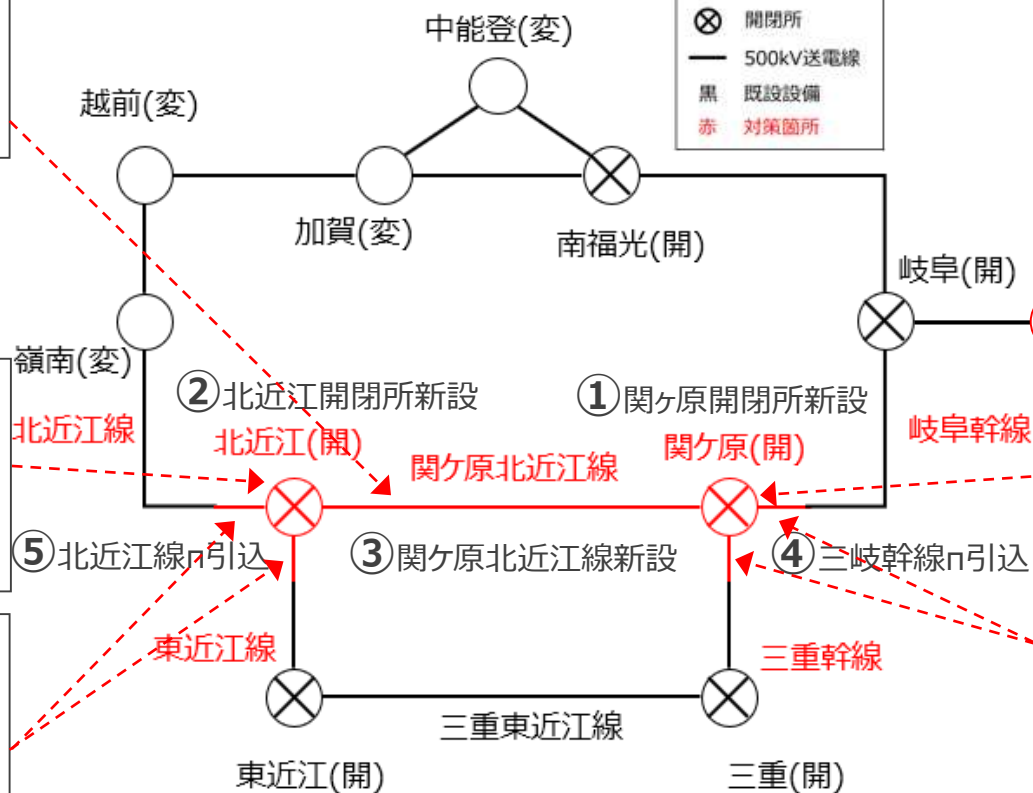 開閉所
500kV送電線
黒 既設設備
赤 対策箇所
中能登(変)
越前(変)
加賀(変)
南福光(開)
岐阜(開)
嶺南(変)
②北近江開閉所新設
①関ヶ原開閉所新設
北近江線
北近江(開)
関ケ原北近江線
関ケ原(開)
岐阜幹線
⑤北近江線π引込
③関ケ原北近江線新設
④三岐幹線π引込
東近江線
三重幹線
三重東近江線
東近江(開)
三重(開)